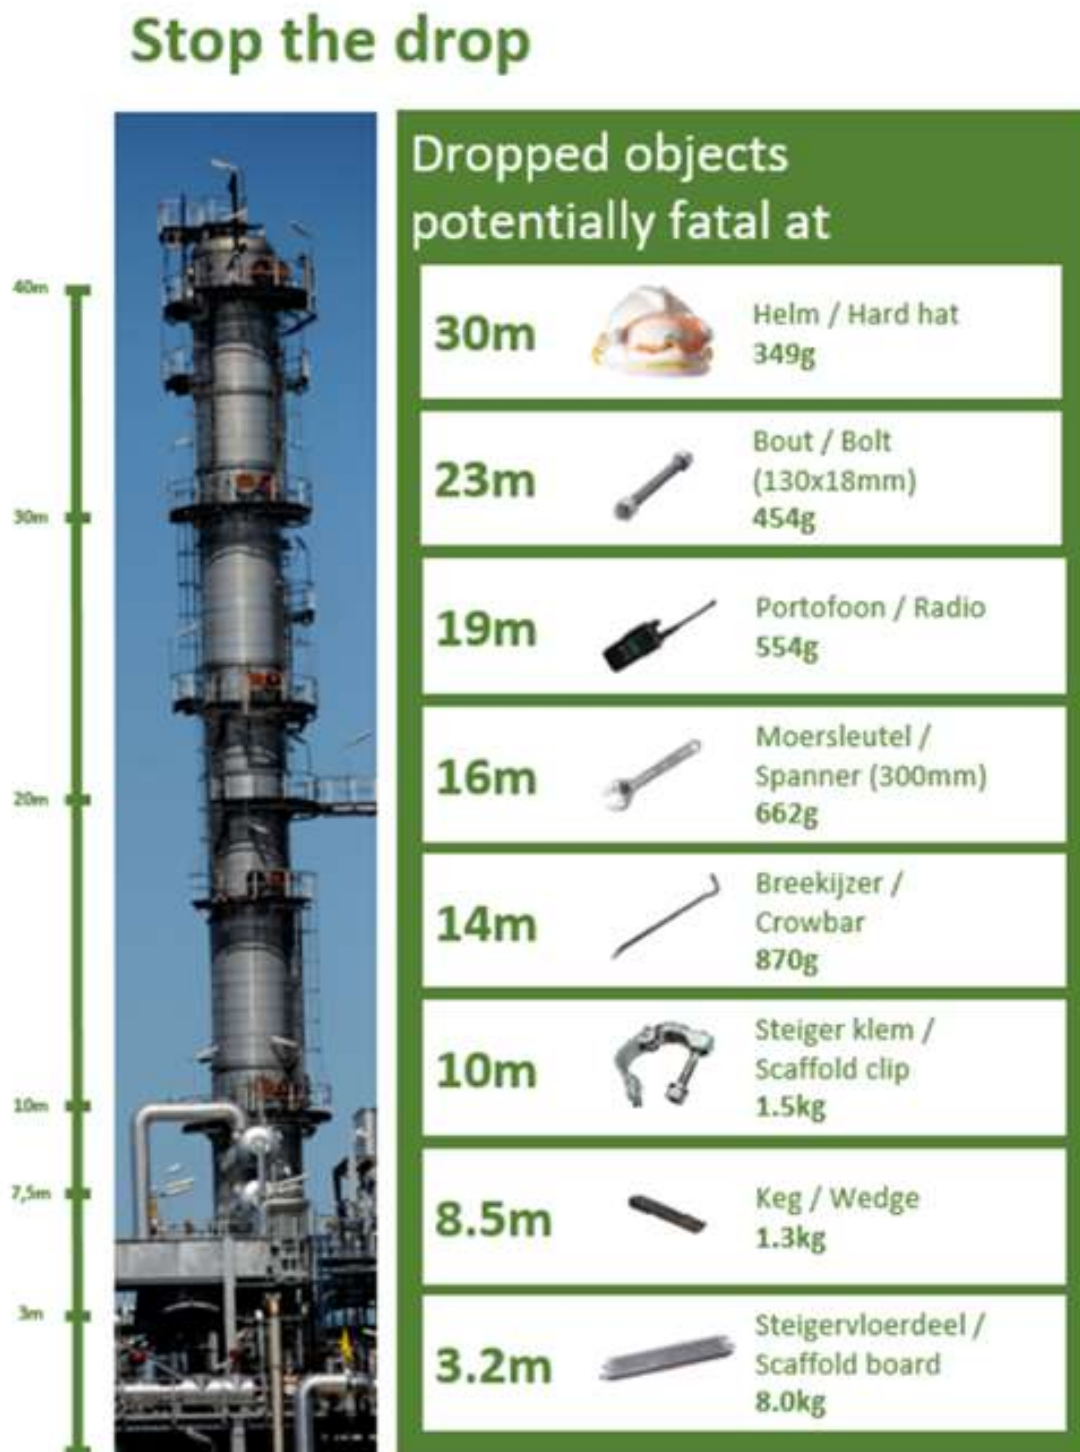 Stop the drop
Dropped objects
potentially fatal at
40m
30m
20m
10m
7,5m
3m
30m
Helm / Hard hat
349g
23m
Bout / Bolt
(130x18mm)
454g
19m
Portofoon / Radio
554g
16m
Moersleutel /
Spanner (300mm)
662g
14m
Breekijzer /
Crowbar
870g
10m
Steiger klem /
Scaffold clip
1.5kg
8.5m
Keg / Wedge
1.3kg
3.2m
Steigervloerdeel /
Scaffold board
8.0kg